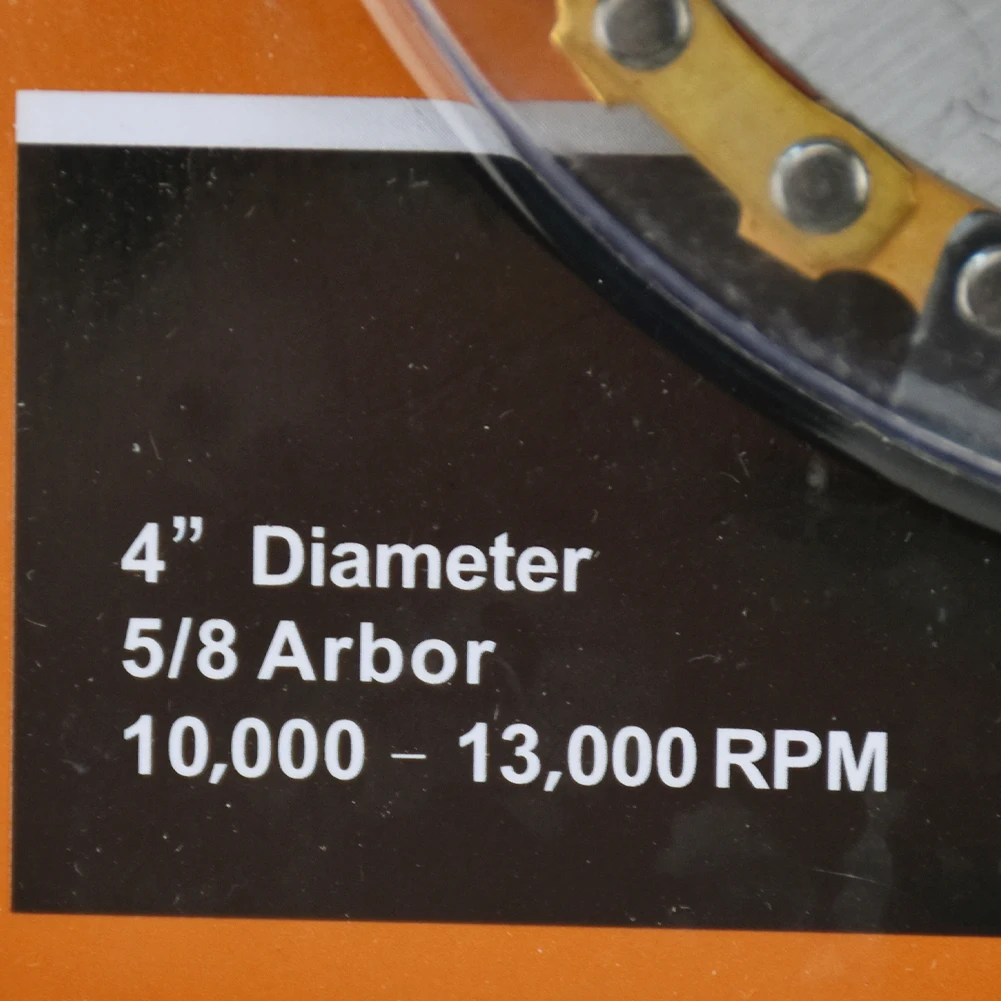 4” Diameter
5/8 Arbor
10,000 – 13,000 RPM